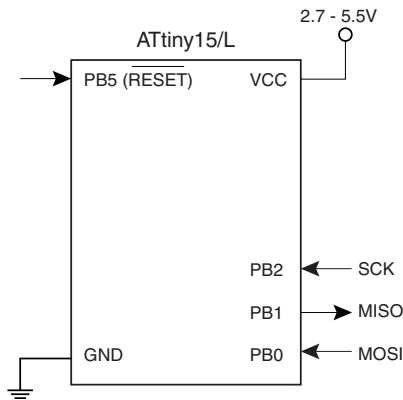 2.7 - 5.5V
ATtiny15/L
PB5 (RESET) VCC
PB2 SCK
PB1 MISO
GND PB0 MOSI